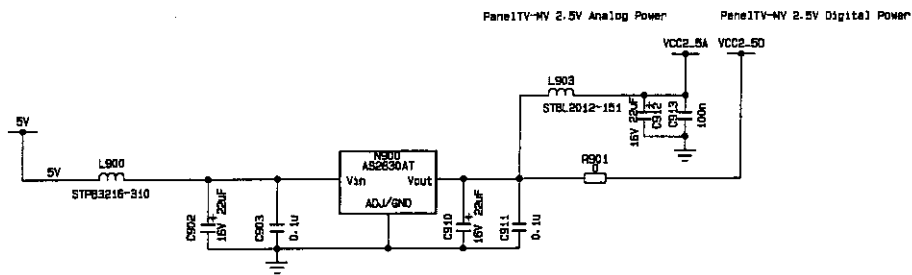 PanelTV-MV 2.5V Analog Power
PanelTV-MV 2.5V Digital Power
VCC2_5A
VCC2_5D
L903
STBL2012-151
16V 22uF
C912
C913
100n
5V
5V
L900
STPB3216-310
N900
AS2830AT
Vin
Vout
ADJ/GND
R901
0
C902
16V 22uF
C903
0.1U
C910
16V 22uF
C911
0.1U